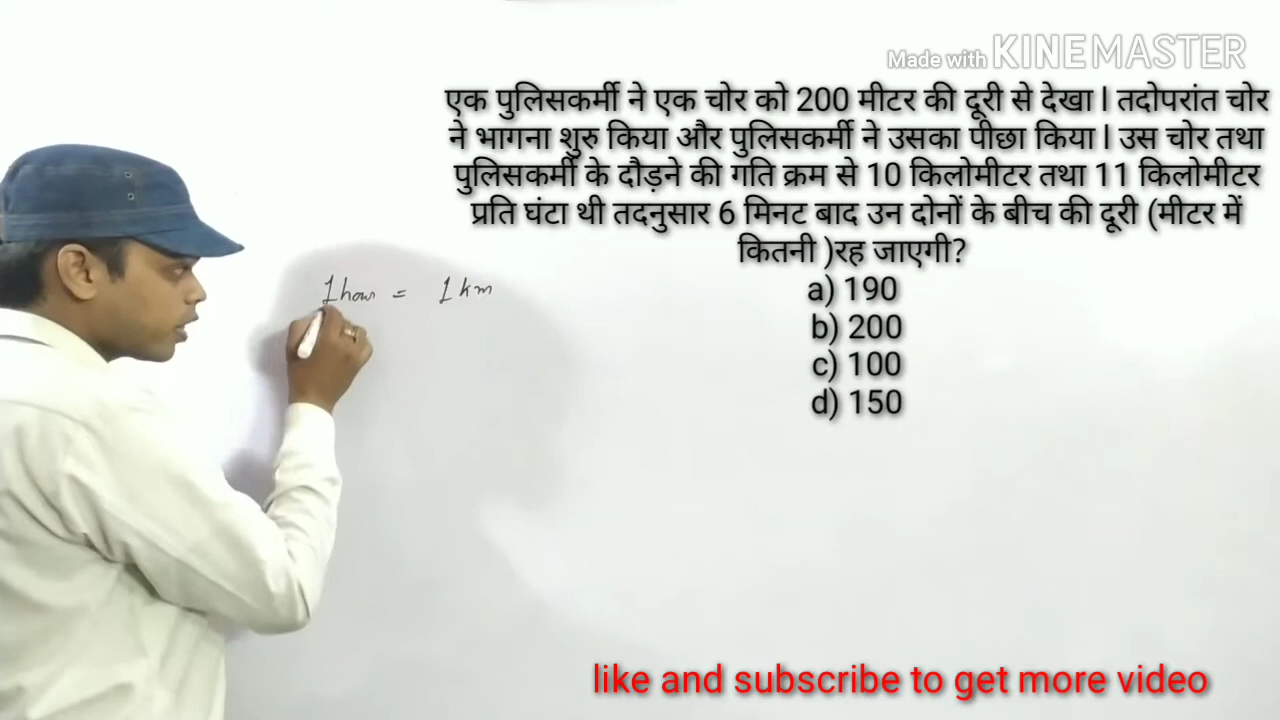 Made with KINEMASTER
एक पुलिसकर्मी ने एक चोर को 200 मीटर की दूरी से देखा। तदोपरांत चोर
ने भागना शुरु किया और पुलिसकर्मी ने उसका पीछा किया। उस चोर तथा
पुलिसकर्मी के दौड़ने की गति क्रम से 10 किलोमीटर तथा 11 किलोमीटर
प्रति घंटा थी तदनुसार 6 मिनट बाद उन दोनों के बीच की दूरी (मीटर में
कितनी )रह जाएगी?
a) 190
b) 200
c) 100
d) 150
1 hour = 1 km
like and subscribe to get more video